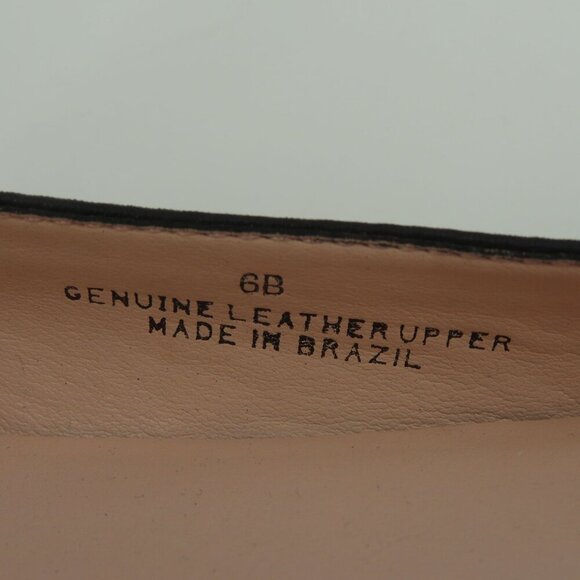 6B
GENUINE LEATHER UPPER
MADE IN BRAZIL